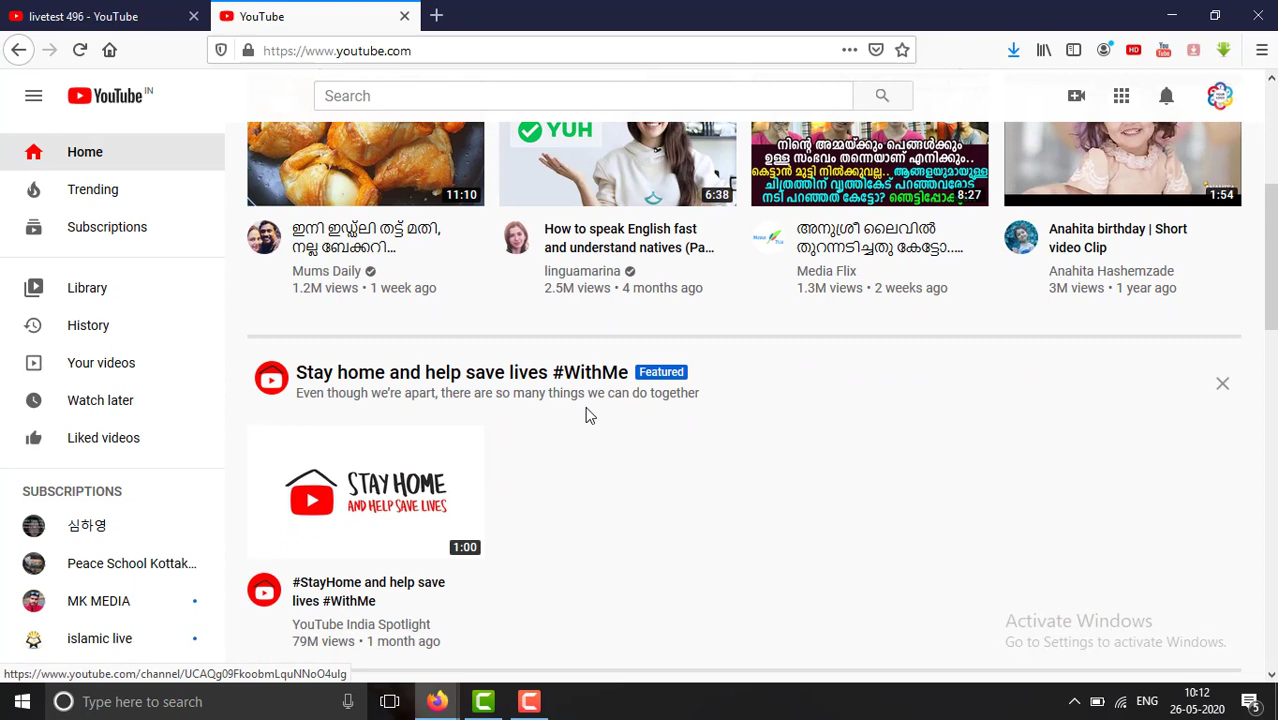 livetest 496 - YouTube
YouTube
https://www.youtube.com
HD
YouTube IN
Search
Home
Trending
Subscriptions
Library
History
Your videos
Watch later
Liked videos
SUBSCRIPTIONS
심하영
Peace School Kottak...
MK MEDIA
islamic live
11:10
ഇനി ഇഡ്ഡ്ലി തട്ട് മതി,
നല്ല ബേക്കറി...
Mums Daily
1.2M views • 1 week ago
YUH
6:38
How to speak English fast
and understand natives (Pa...
linguamarina
2.5M views • 4 months ago
നിന്റെ അമ്മയ്ക്കും പെങ്ങൾക്കും
ഉള്ള സംഭവം തന്നെയാണ് എനിക്കും..
കെട്ടാൻ മുട്ടി നിൽക്കുവല്ല.. ആങ്ങളയുമായുള്ള
ചിത്രത്തിന് വൃത്തികേട് പറഞ്ഞവരോട്
നടി പറഞ്ഞത് കേട്ടോ? ഞെട്ടിപ്പോകും
8:27
അനുശ്രീ ലൈവിൽ
തുറന്നടിച്ചതു കേട്ടോ.....
Media Flix
1.3M views • 2 weeks ago
1:54
Anahita birthday | Short
video Clip
Anahita Hashemzade
3M views • 1 year ago
Stay home and help save lives #WithMe Featured
Even though we're apart, there are so many things we can do together
STAY HOME
AND HELP SAVE LIVES
1:00
#StayHome and help save
lives #WithMe
YouTube India Spotlight
79M views • 1 month ago
Activate Windows
Go to Settings to activate Windows.
https://www.youtube.com/channel/UCAQg09FkoobmLquNNoO4ulg
Type here to search
ENG
10:12
26-05-2020
5